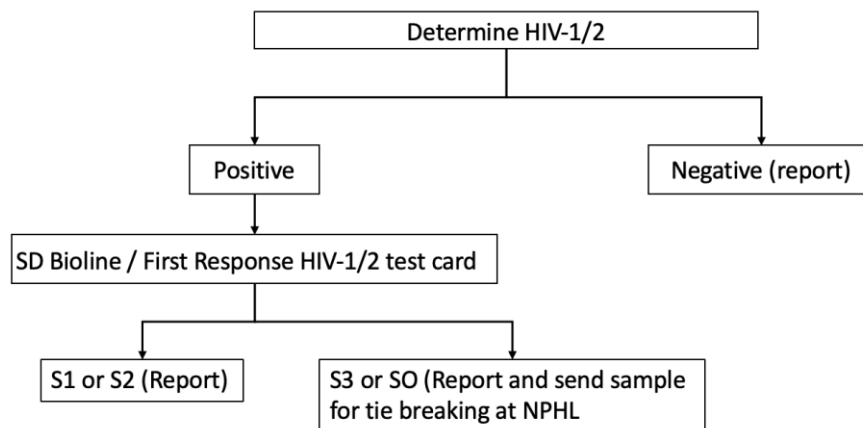 Determine HIV-1/2
Positive
Negative (report)
SD Bioline / First Response HIV-1/2 test card
S1 or S2 (Report)
S3 or SO (Report and send sample
for tie breaking at NPHL